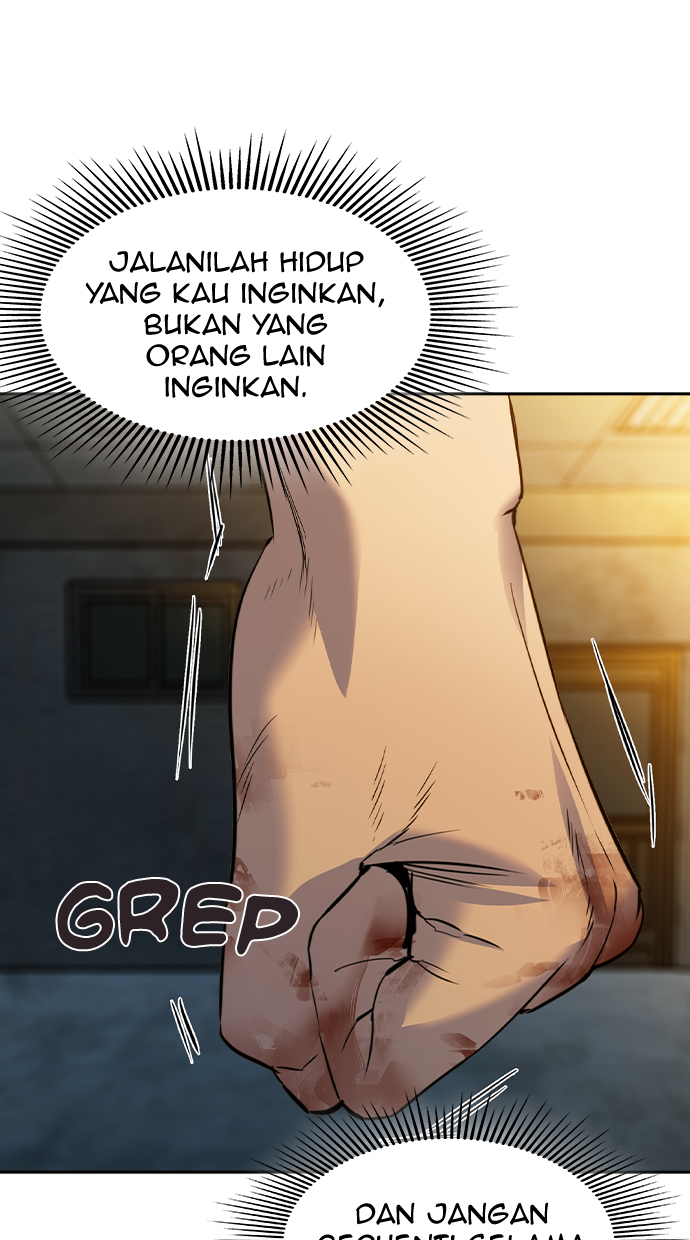 JALANILAH HIDUP
YANG KAU INGINKAN,
BUKAN YANG
ORANG LAIN
INGINKAN.
GREP
DAN JANGAN